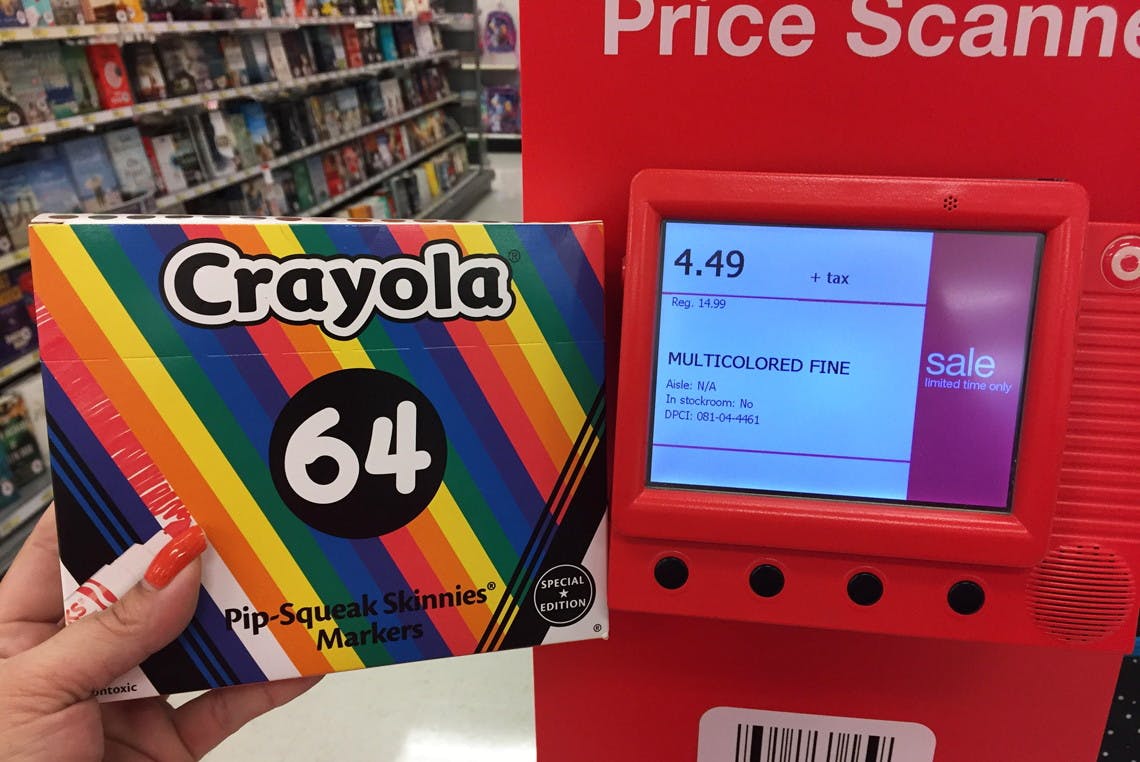 Price Scanne
Crayola®
64
Pip-Squeak Skinnies®
Markers
SPECIAL
★
EDITION
®
ontoxic
4.49 + tax
Reg. 14.99
MULTICOLORED FINE
Aisle: N/A
In stockroom: No
DPCI: 081-04-4461
sale
limited time only